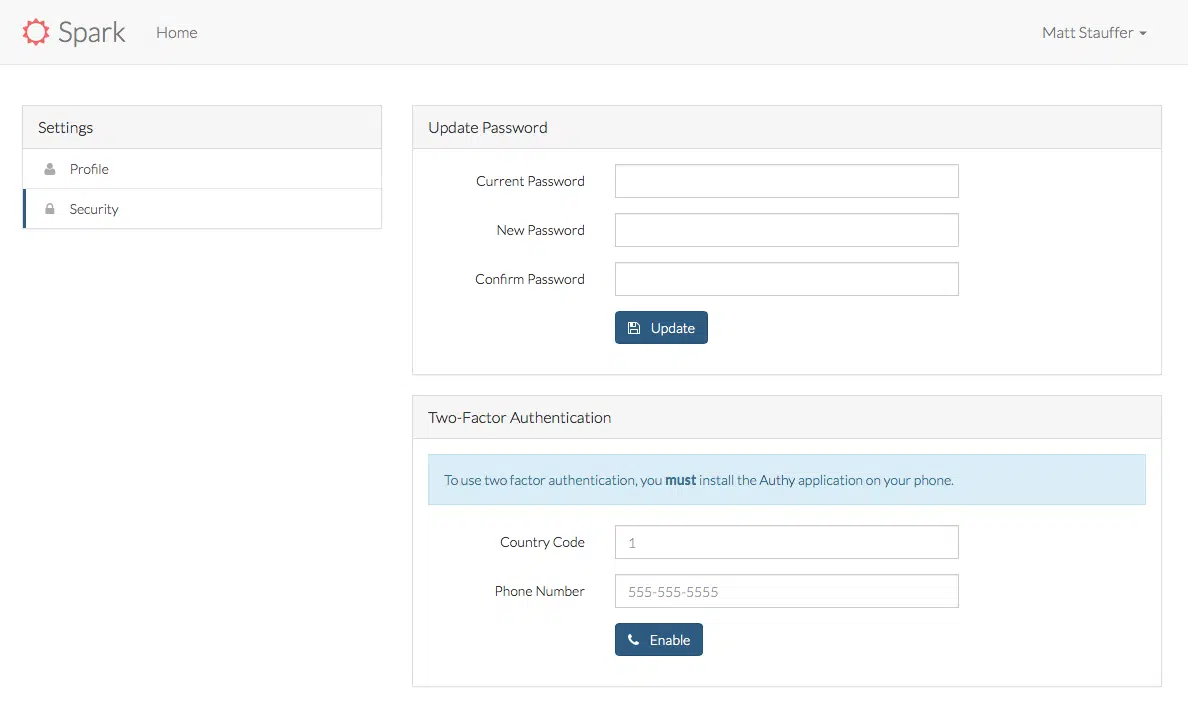 Spark Home Matt Stauffer
Settings
Profile
Security
Update Password
Current Password
New Password
Confirm Password
Update
Two-Factor Authentication
To use two factor authentication, you must install the Authy application on your phone.
Country Code 1
Phone Number 555-555-5555
Enable